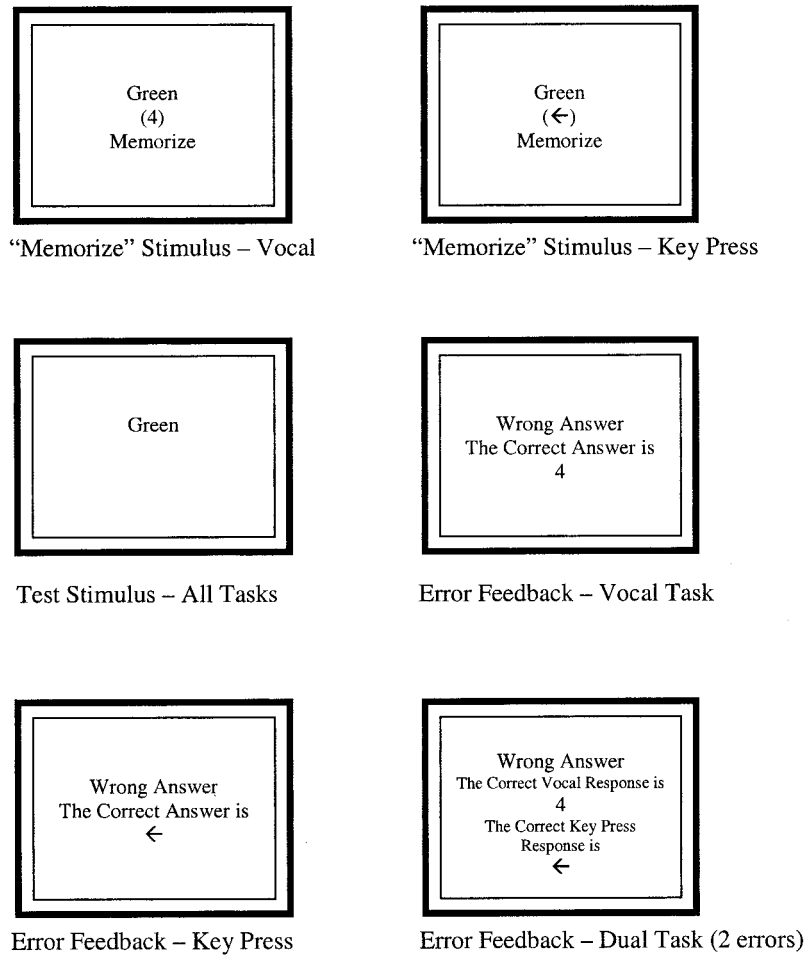 Green
(4)
Memorize
"Memorize" Stimulus – Vocal
Green
(←)
Memorize
"Memorize" Stimulus – Key Press
Green
Test Stimulus – All Tasks
Wrong Answer
The Correct Answer is
4
Error Feedback – Vocal Task
Wrong Answer
The Correct Answer is
←
Error Feedback – Key Press
Wrong Answer
The Correct Vocal Response is
4
The Correct Key Press
Response is
←
Error Feedback – Dual Task (2 errors)